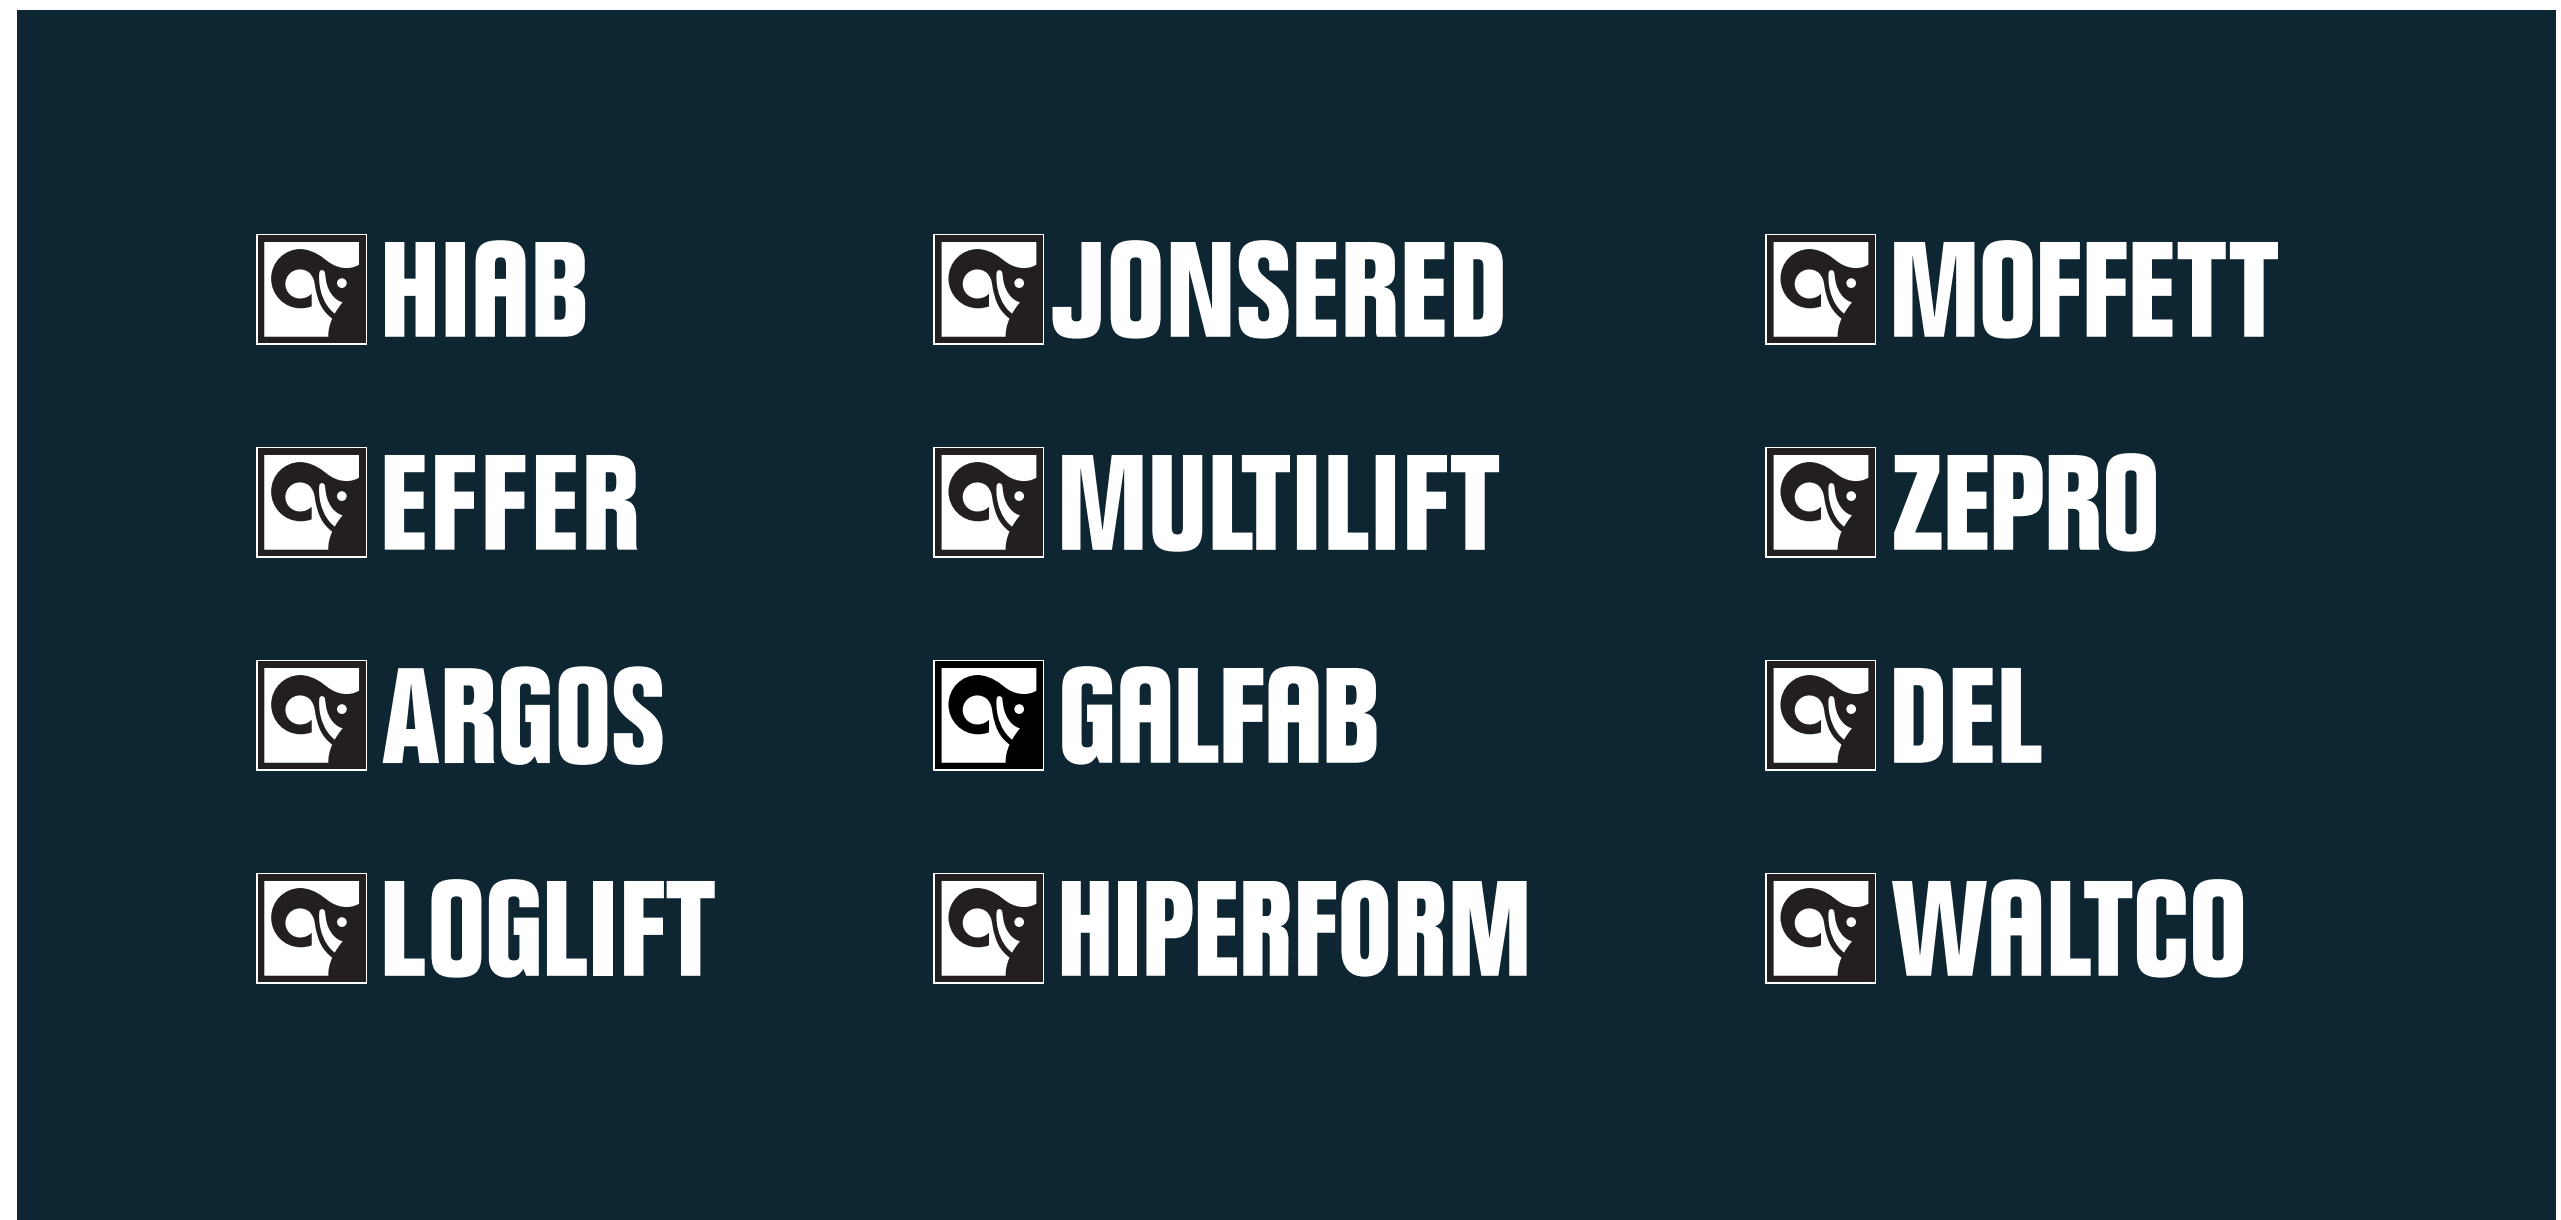 HIAB JONSERED MOFFETT
EFFER MULTILIFT ZEPRO
ARGOS GALFAB DEL
LOGLIFT HIPERFORM WALTCO